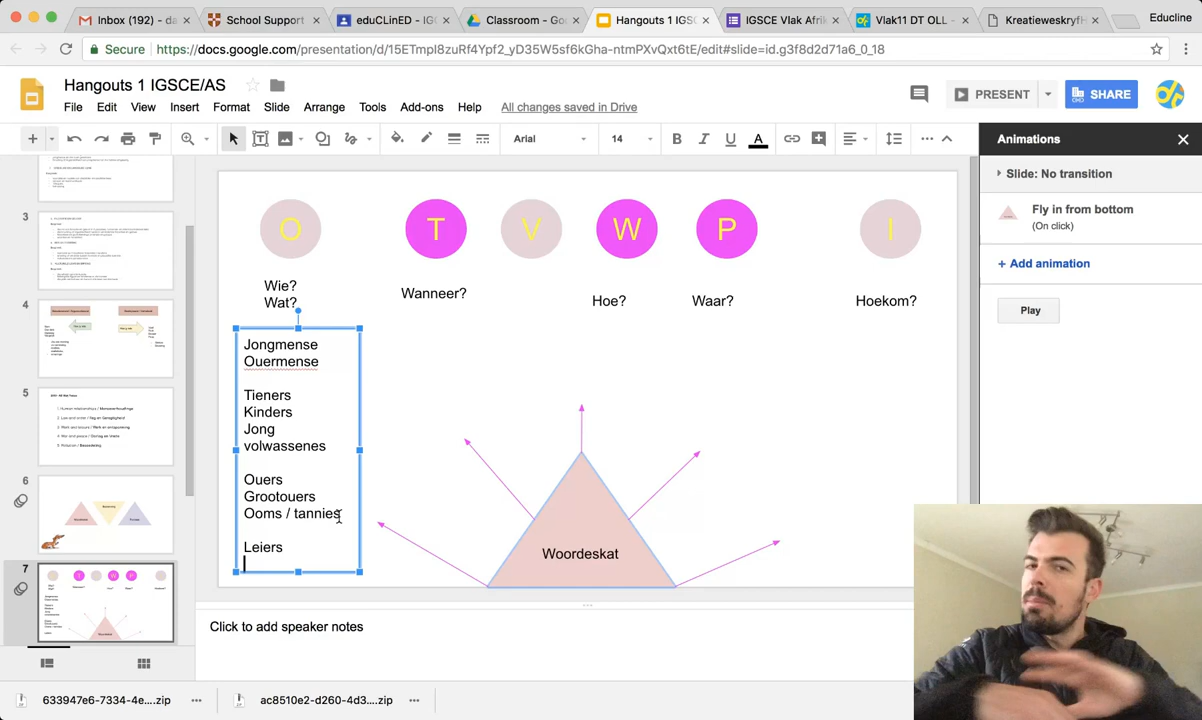 Inbox (192) - da
School Support
eduCLinED - IGC
Classroom - Go
Hangouts 1 IGSC
IGSCE Vlak Afrik
Vlak11 DT OLL -
KreatieweskryfH
Educline
Secure
https://docs.google.com/presentation/d/15ETmpI8zuRf4Ypf2_yD35W5sf6kGha-ntmPXvQxt6tE/edit#slide=id.g3f8d2d71a6_0_18
Hangouts 1 IGSCE/AS
File Edit View Insert Format Slide Arrange Tools Add-ons Help All changes saved in Drive
PRESENT
SHARE
Arial
14
B I U A
Animations
Slide: No transition
Fly in from bottom
(On click)
+ Add animation
Play
3
4
5
6
7
O T V W P I
Wie?
Wat?
Wanneer?
Hoe?
Waar?
Hoekom?
Jongmense
Ouermense
Tieners
Kinders
Jong
volwassenes
Ouers
Grootouers
Ooms / tannies
Leiers
Woordeskat
Click to add speaker notes
633947e6-7334-4e....zip
ac8510e2-d260-4d3....zip